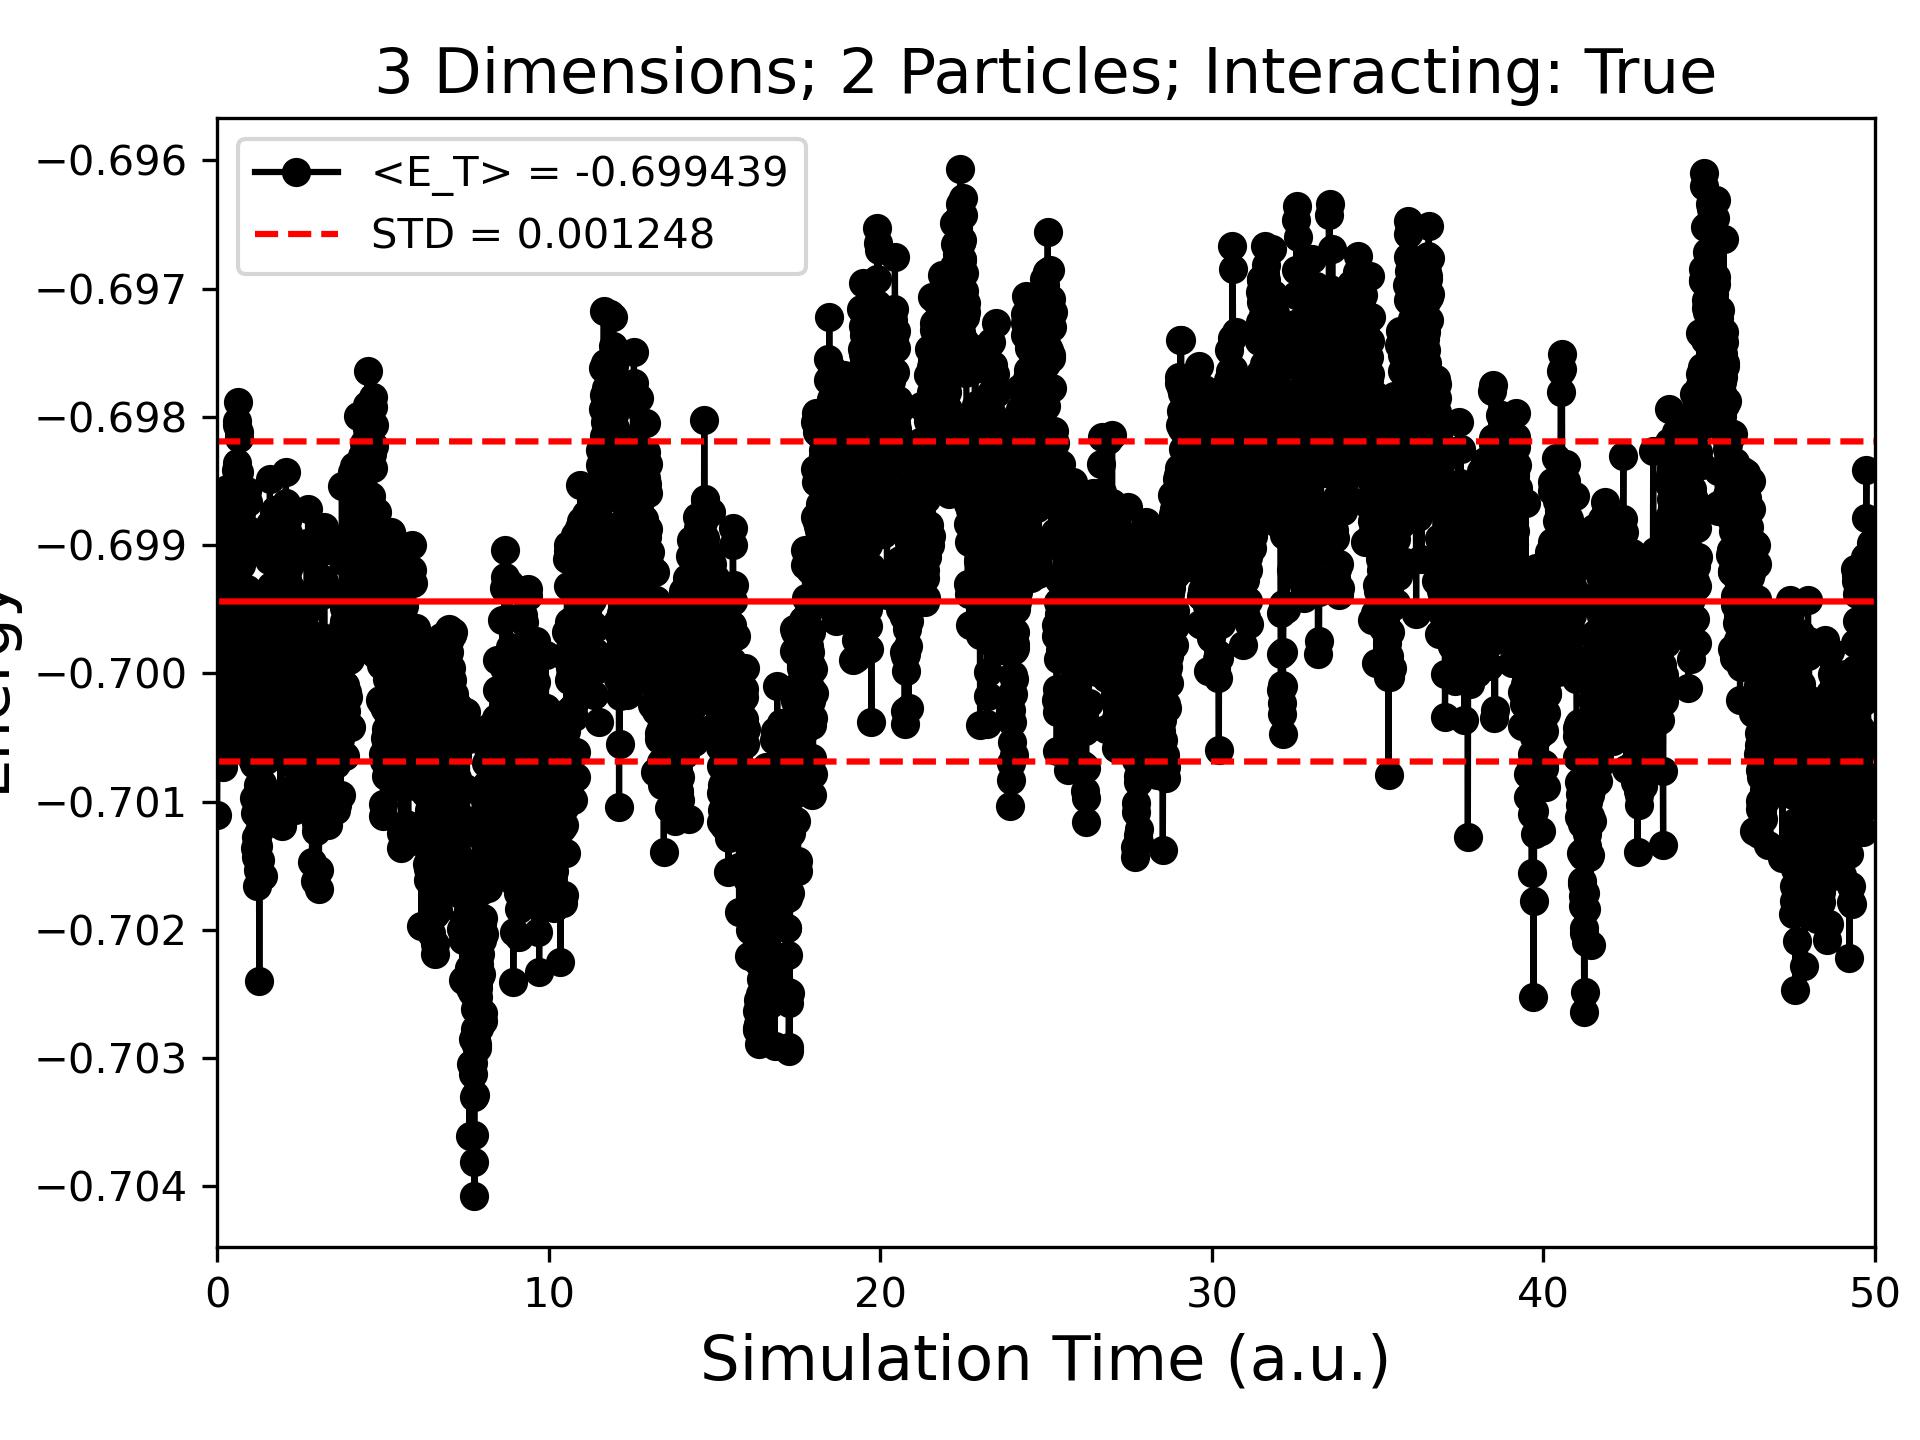 3 Dimensions; 2 Particles; Interacting: True
<E_T> = -0.699439
STD = 0.001248
−0.696
−0.697
−0.698
−0.699
−0.700
−0.701
−0.702
−0.703
−0.704
Energy
0 10 20 30 40 50
Simulation Time (a.u.)